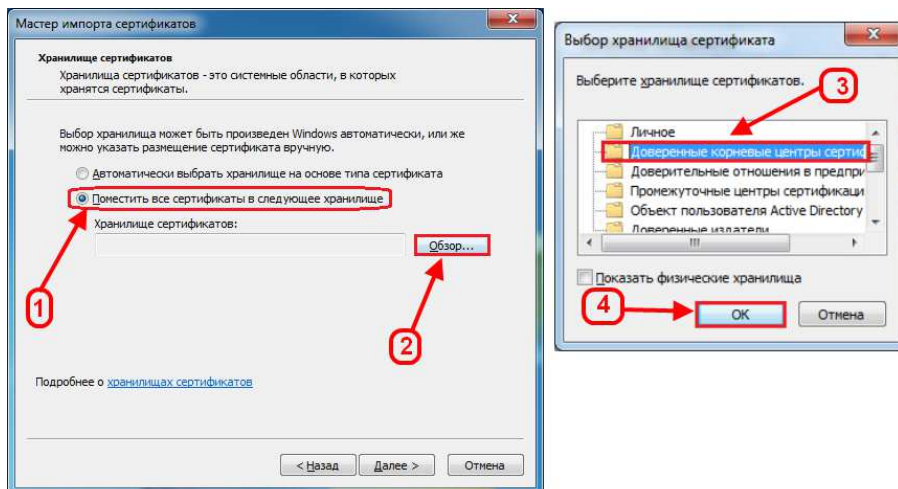 Мастер импорта сертификатов
Хранилище сертификатов
Хранилища сертификатов - это системные области, в которых
хранятся сертификаты.
Выбор хранилища может быть произведен Windows автоматически, или же
можно указать размещение сертификата вручную.
Автоматически выбрать хранилище на основе типа сертификата
Поместить все сертификаты в следующее хранилище
Хранилище сертификатов:
Обзор...
1
2
Подробнее о хранилищах сертификатов
< Назад
Далее >
Отмена
Выбор хранилища сертификата
Выберите хранилище сертификатов.
3
Личное
Доверенные корневые центры сертиф
Доверительные отношения в предпри
Промежуточные центры сертификаци
Объект пользователя Active Directory
Доверенные издатели
Показать физические хранилища
4
ОК
Отмена